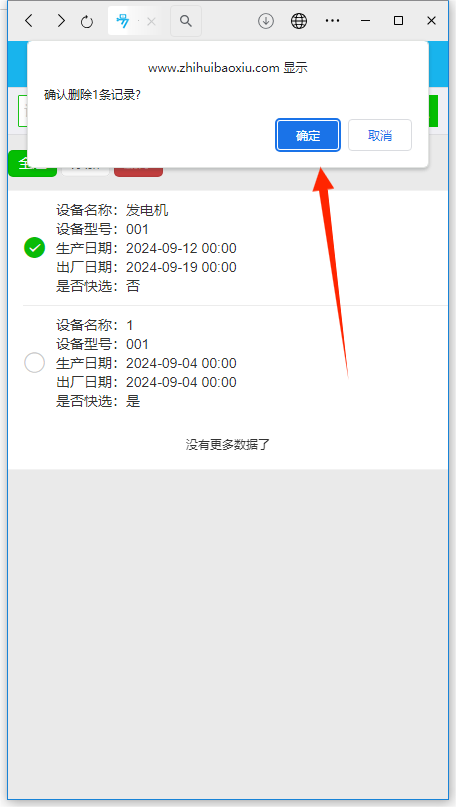 www.zhihuibaoxiu.com 显示
确认删除1条记录?
确定
取消
设备名称：发电机
设备型号：001
生产日期：2024-09-12 00:00
出厂日期：2024-09-19 00:00
是否快选：否
设备名称：1
设备型号：001
生产日期：2024-09-04 00:00
出厂日期：2024-09-04 00:00
是否快选：是
没有更多数据了